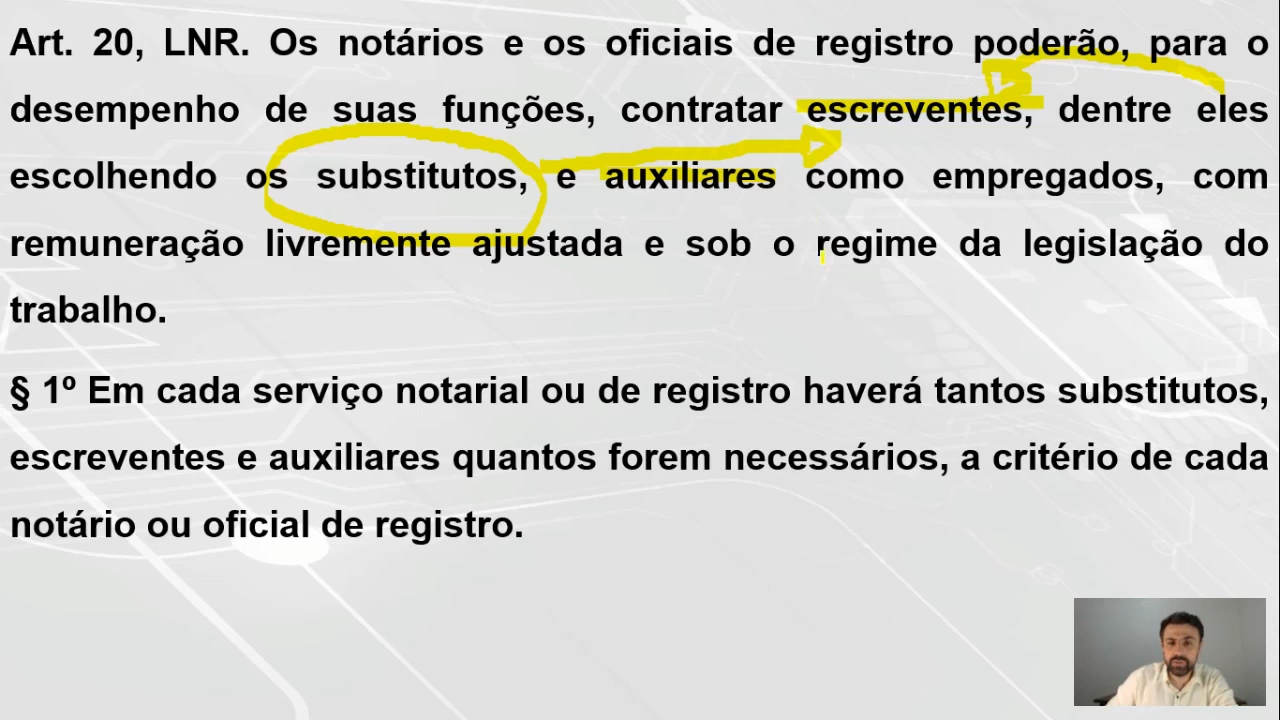 Art. 20, LNR. Os notários e os oficiais de registro poderão, para o
desempenho de suas funções, contratar escreventes, dentre eles
escolhendo os substitutos, e auxiliares como empregados, com
remuneração livremente ajustada e sob o regime da legislação do
trabalho.
§ 1º Em cada serviço notarial ou de registro haverá tantos substitutos,
escreventes e auxiliares quantos forem necessários, a critério de cada
notário ou oficial de registro.